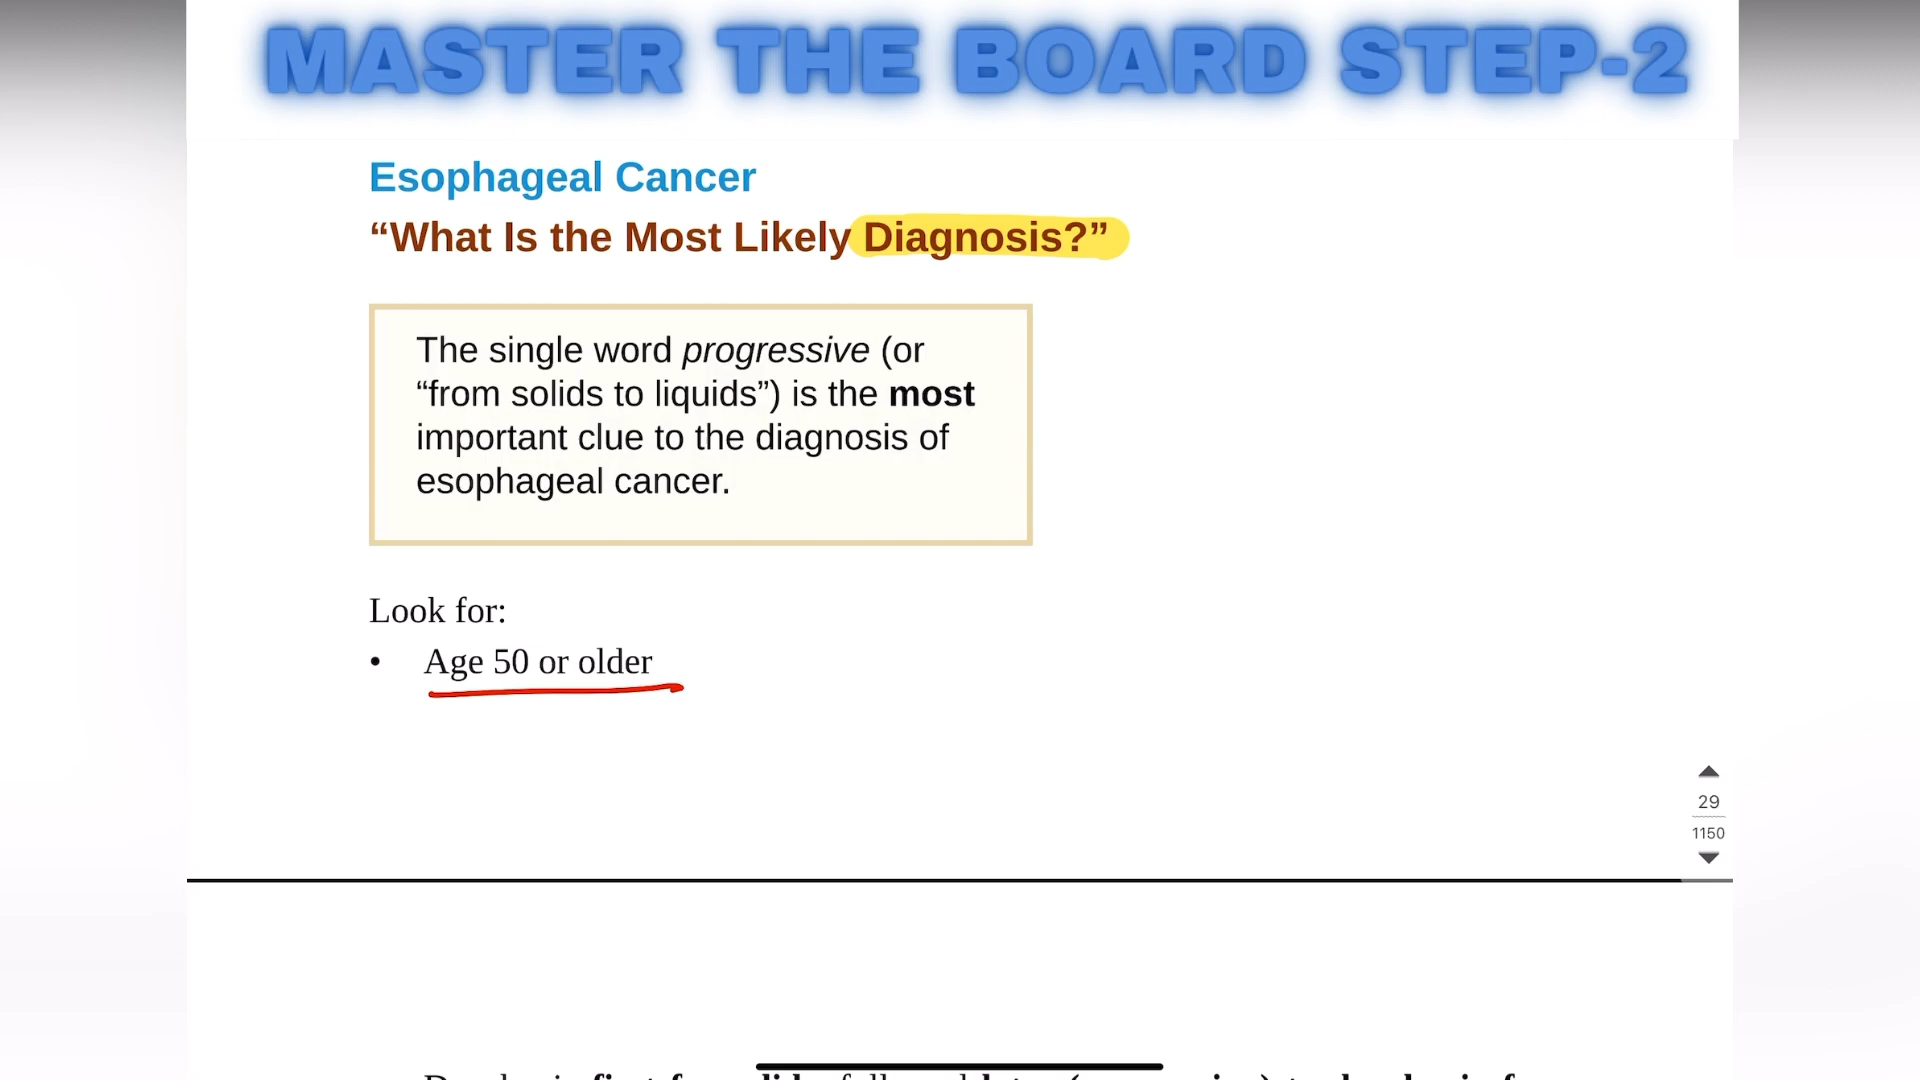 MASTER THE BOARD STEP-2
Esophageal Cancer
“What Is the Most Likely Diagnosis?”
The single word progressive (or
“from solids to liquids”) is the most
important clue to the diagnosis of
esophageal cancer.
Look for:
• Age 50 or older
29
1150